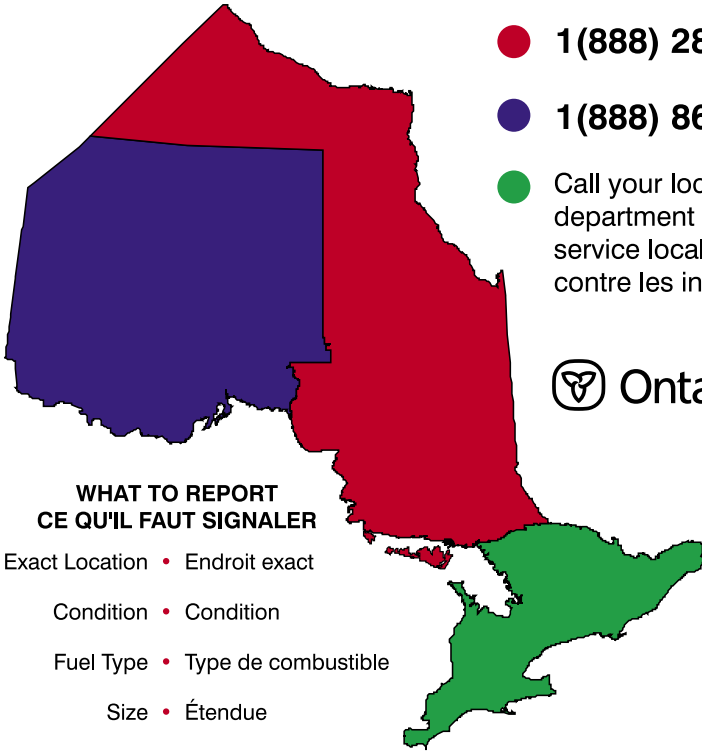 1(888) 28
1(888) 86
Call your loc
department
service local
contre les in
Onta
WHAT TO REPORT
CE QU'IL FAUT SIGNALER
Exact Location • Endroit exact
Condition • Condition
Fuel Type • Type de combustible
Size • Étendue